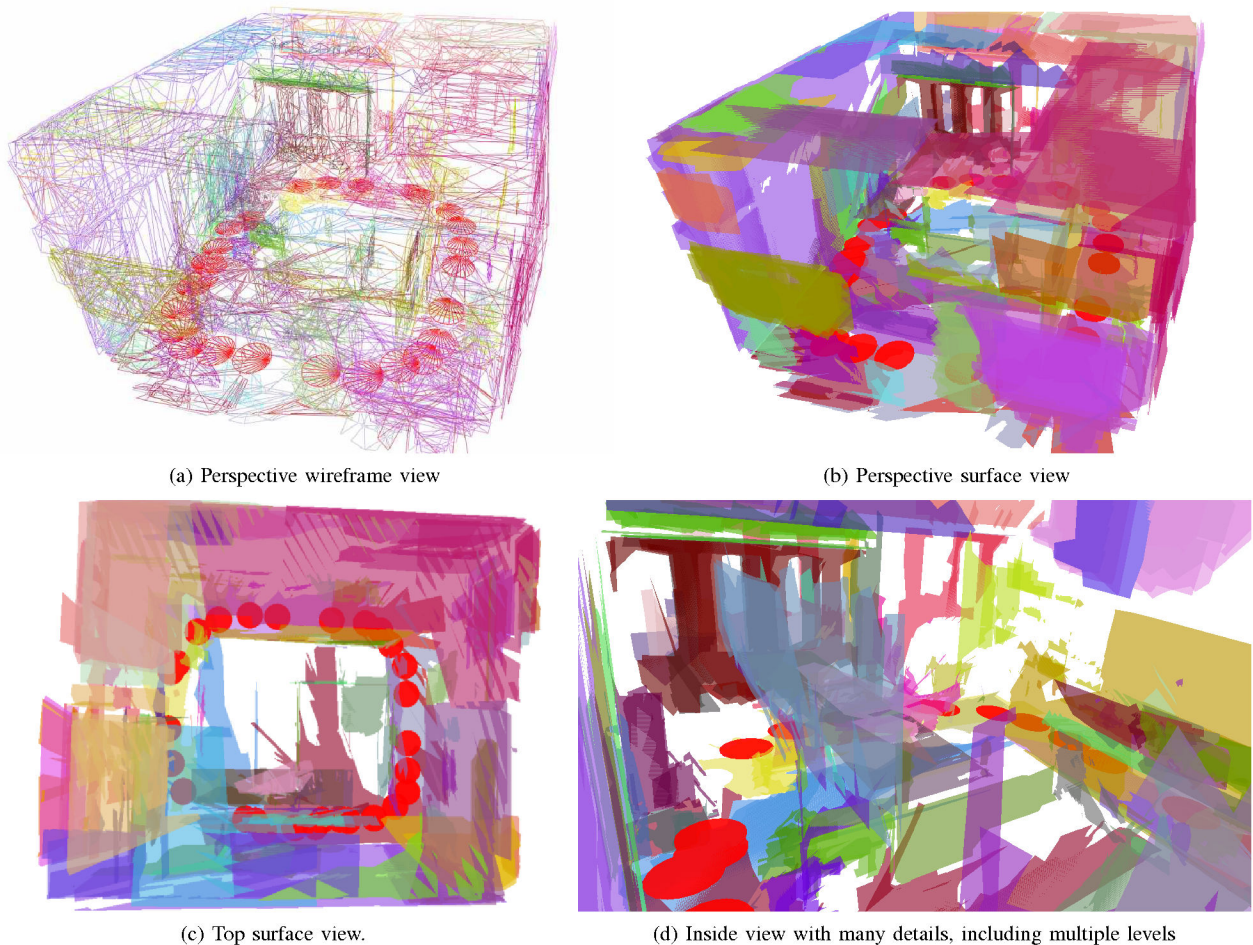 (a) Perspective wireframe view
(b) Perspective surface view
(c) Top surface view.
(d) Inside view with many details, including multiple levels